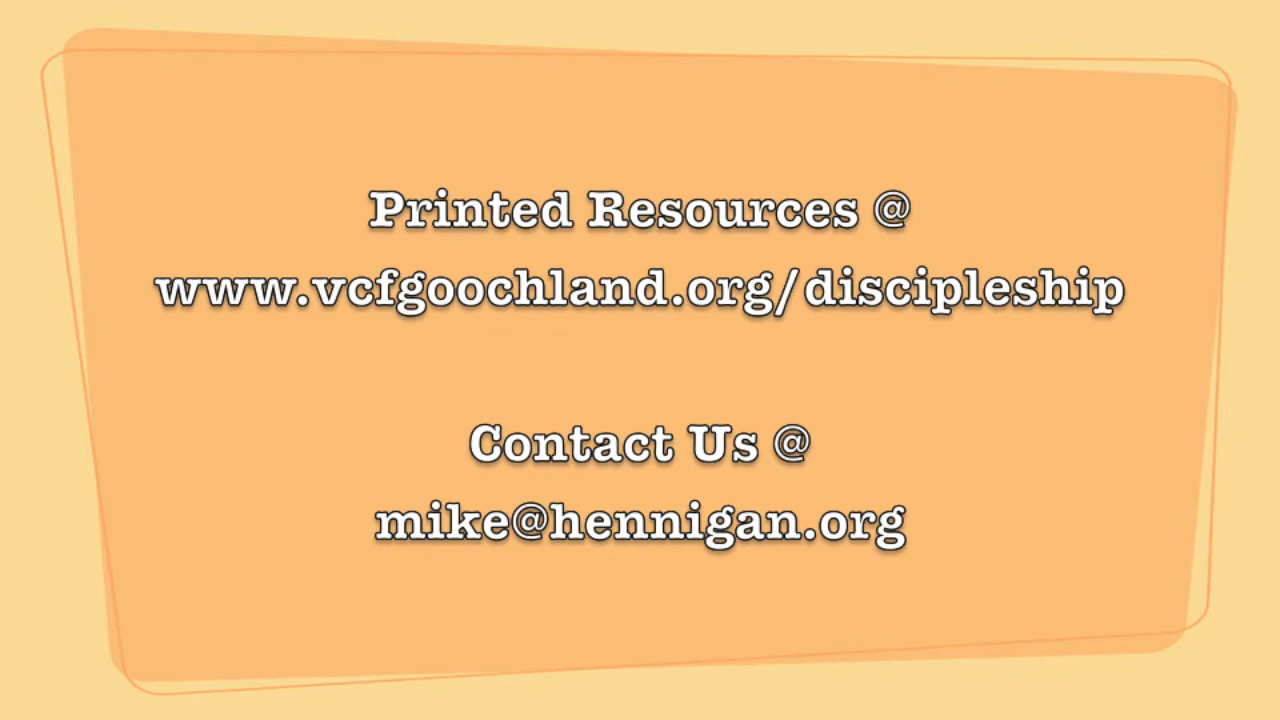 Printed Resources @
www.vcfgoochland.org/discipleship
Contact Us @
mike@hennigan.org